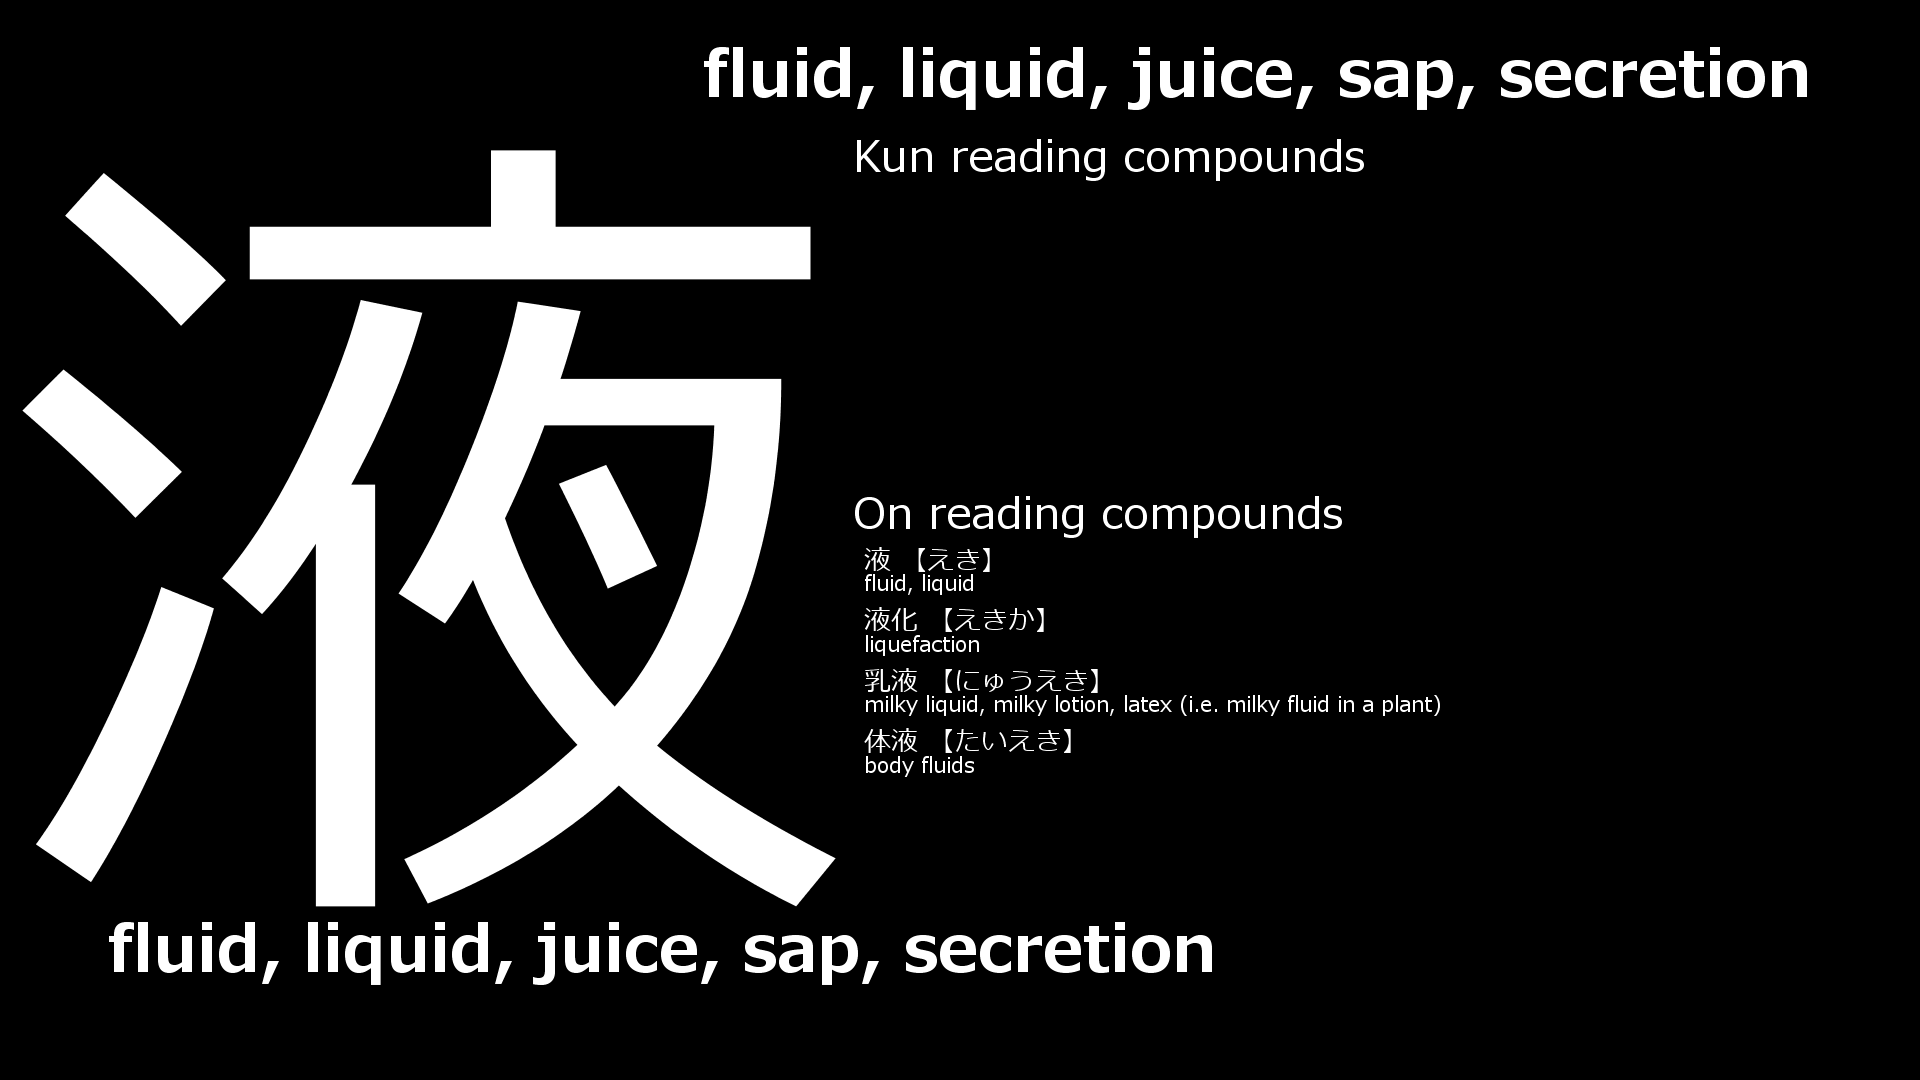 fluid, liquid, juice, sap, secretion
液
Kun reading compounds
On reading compounds
液 【えき】
fluid, liquid
液化 【えきか】
liquefaction
乳液 【にゅうえき】
milky liquid, milky lotion, latex (i.e. milky fluid in a plant)
体液 【たいえき】
body fluids
fluid, liquid, juice, sap, secretion